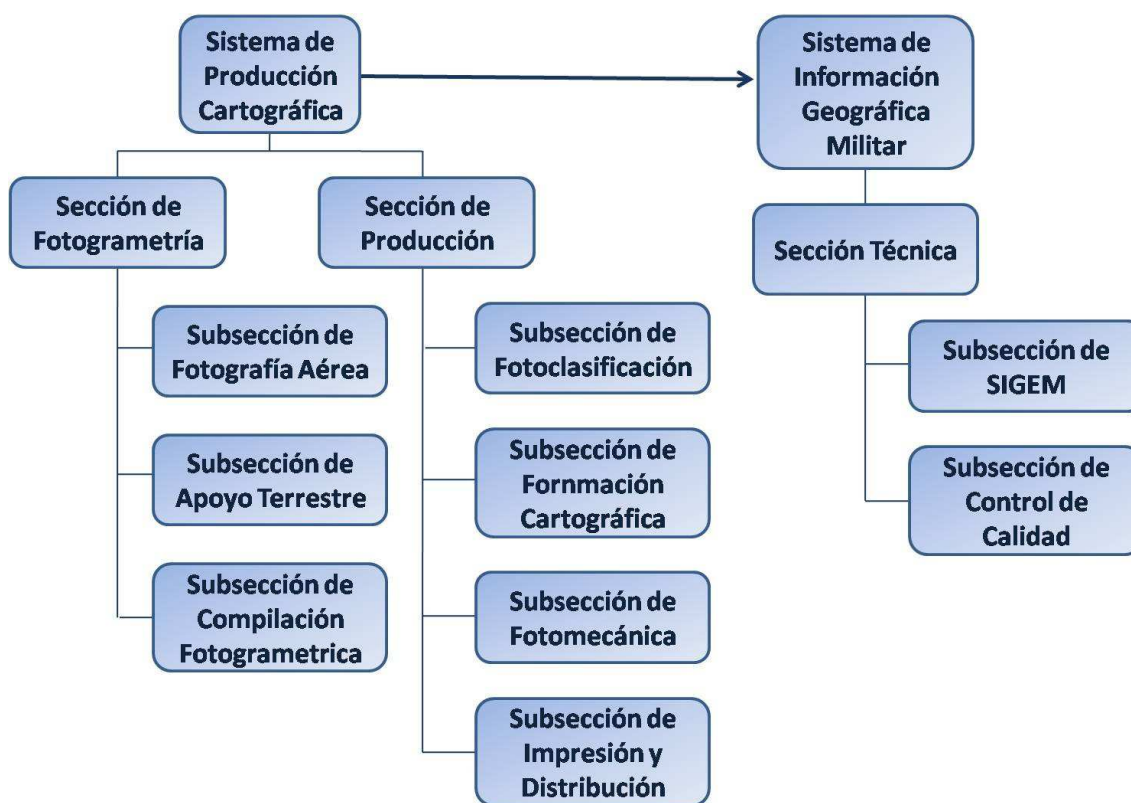 Sistema de
Producción
Cartográfica
Sistema de
Información
Geográfica
Militar
Sección de
Fotogrametría
Sección de
Producción
Sección Técnica
Subsección de
Fotografía Aérea
Subsección de
Apoyo Terrestre
Subsección de
Compilación
Fotogrametrica
Subsección de
Fotoclasificación
Subsección de
Fornmación
Cartográfica
Subsección de
Fotomecánica
Subsección de
Impresión y
Distribución
Subsección de
SIGEM
Subsección de
Control de
Calidad